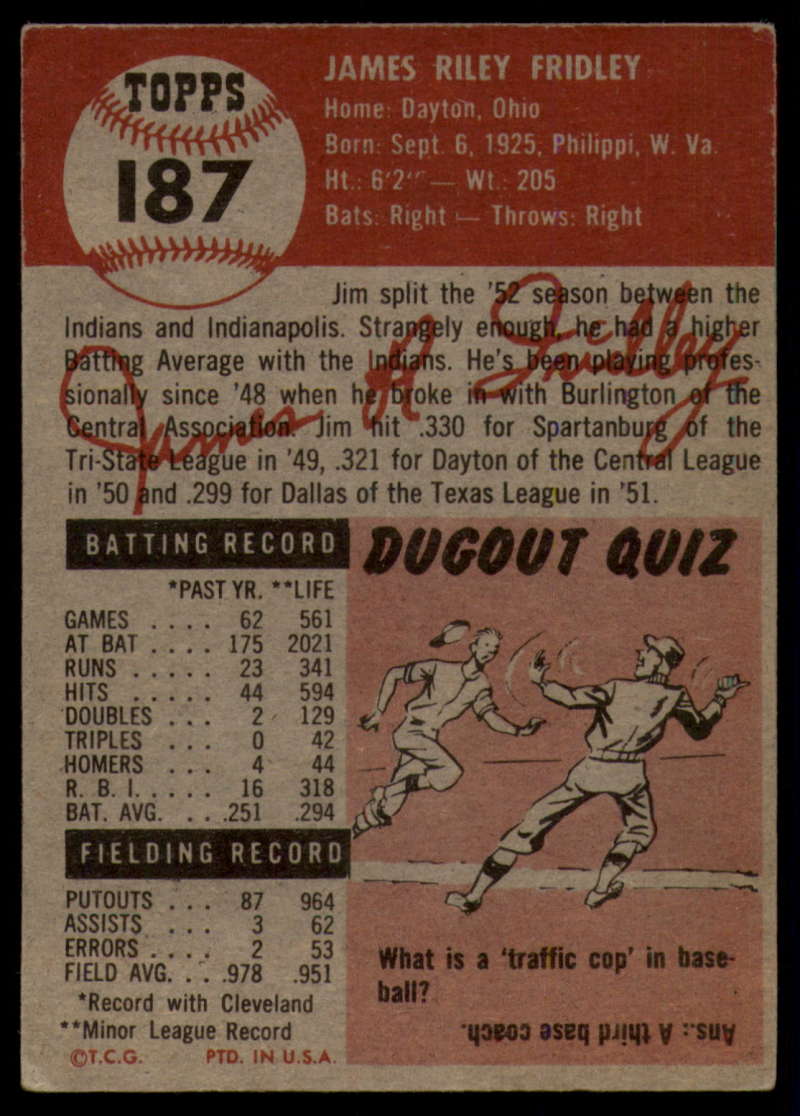 TOPPS
187
JAMES RILEY FRIDLEY
Home: Dayton, Ohio
Born: Sept. 6, 1925, Philippi, W. Va.
Ht.: 6'2" — Wt.: 205
Bats: Right — Throws: Right
Jim split the '52 season between the
Indians and Indianapolis. Strangely enough, he had a higher
Batting Average with the Indians. He's been playing profes-
sionally since '48 when he broke in with Burlington of the
Central Association. Jim hit .330 for Spartanburg of the
Tri-State League in '49, .321 for Dayton of the Central League
in '50 and .299 for Dallas of the Texas League in '51.
James R Fridley
BATTING RECORD
*PAST YR. **LIFE
GAMES .... 62 561
AT BAT .... 175 2021
RUNS ..... 23 341
HITS ..... 44 594
DOUBLES ... 2 129
TRIPLES ... 0 42
HOMERS ... 4 44
R. B. I. .... 16 318
BAT. AVG. ... .251 .294
FIELDING RECORD
PUTOUTS ... 87 964
ASSISTS ... 3 62
ERRORS .... 2 53
FIELD AVG. ... .978 .951
*Record with Cleveland
**Minor League Record
©T.C.G. PTD. IN U.S.A.
DUGOUT QUIZ
What is a 'traffic cop' in base-
ball?
Ans.: A third base coach.